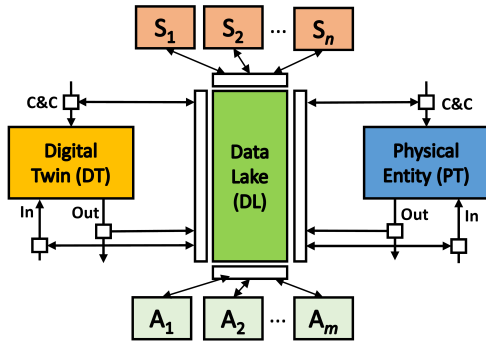 S1 S2 ... Sn
C&C
C&C
Digital
Twin (DT)
Data
Lake
(DL)
Physical
Entity (PT)
In
Out
Out
In
A1 A2 ... Am